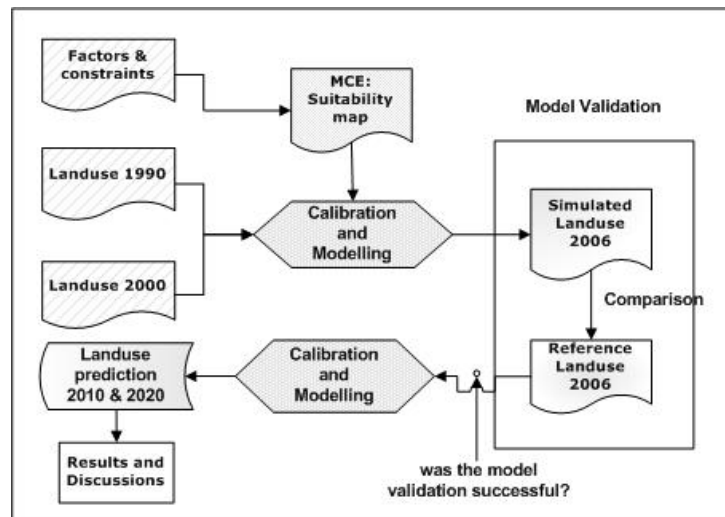 Factors &
constraints
MCE:
Suitability
map
Model Validation
Landuse 1990
Landuse 2000
Calibration
and
Modelling
Simulated
Landuse
2006
Comparison
Reference
Landuse
2006
Calibration
and
Modelling
Landuse
prediction
2010 & 2020
Results and
Discussions
was the model
validation successful?